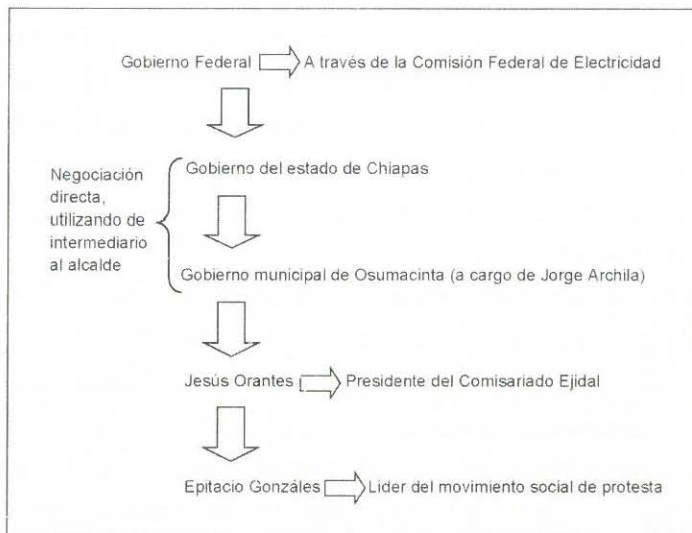 Gobierno Federal A través de la Comisión Federal de Electricidad
Gobierno del estado de Chiapas
Negociación
directa,
utilizando de
intermediario
al alcalde
Gobierno municipal de Osumacinta (a cargo de Jorge Archila)
Jesús Orantes Presidente del Comisariado Ejidal
Epitacio Gonzáles Lider del movimiento social de protesta